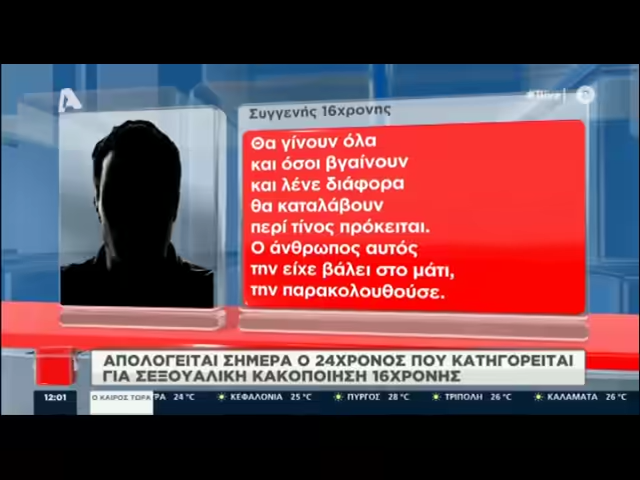 Συγγενής 16χρονης
Θα γίνουν όλα
και όσοι βγαίνουν
και λένε διάφορα
θα καταλάβουν
περί τίνος πρόκειται.
Ο άνθρωπος αυτός
την είχε βάλει στο μάτι,
την παρακολουθούσε.
ΑΠΟΛΟΓΕΙΤΑΙ ΣΗΜΕΡΑ Ο 24ΧΡΟΝΟΣ ΠΟΥ ΚΑΤΗΓΟΡΕΙΤΑΙ
ΓΙΑ ΣΕΞΟΥΑΛΙΚΗ ΚΑΚΟΠΟΙΗΣΗ 16ΧΡΟΝΗΣ
12:01 Ο ΚΑΙΡΟΣ ΤΩΡΑ ΤΡΑ 24 °C ΚΕΦΑΛΟΝΙΑ 25 °C ΠΥΡΓΟΣ 28 °C ΤΡΙΠΟΛΗ 26 °C ΚΑΛΑΜΑΤΑ 26 °C